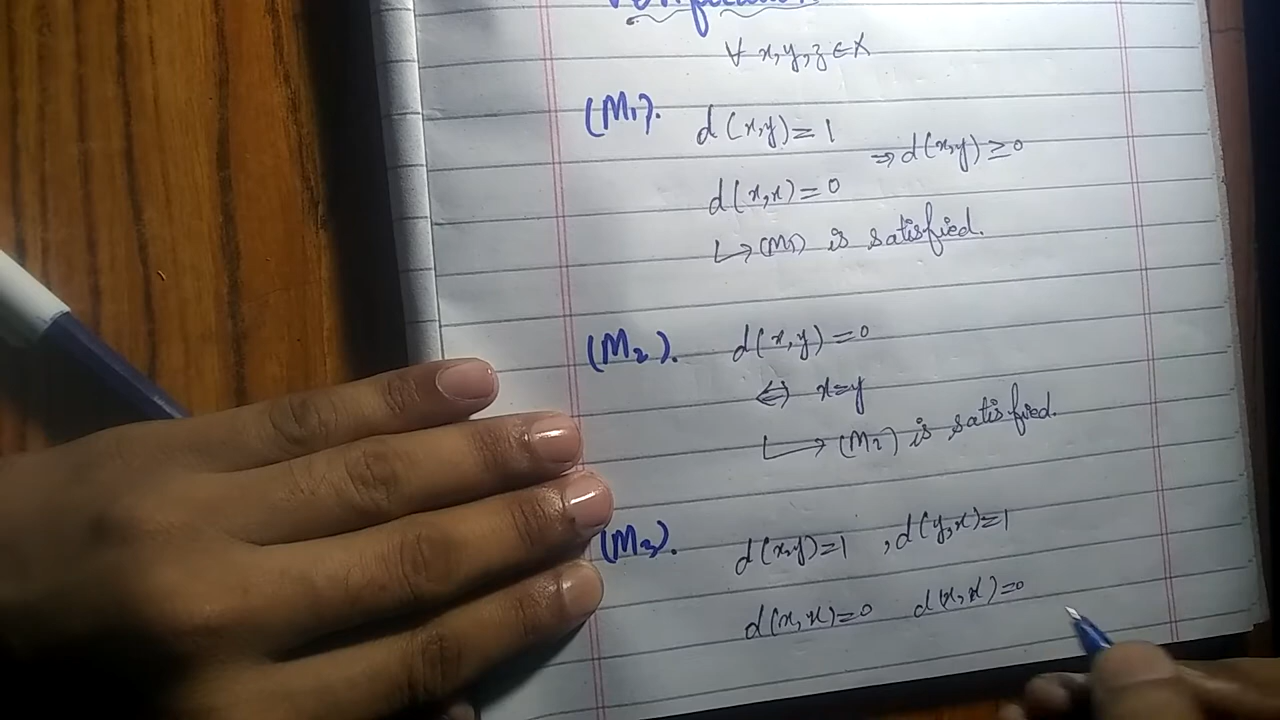 ∀ x,y,z ∈ X
(M1). d(x,y)=1
⇒ d(x,y) ≥ 0
d(x,x)=0
↳ (M1) is satisfied.
(M2). d(x,y)=0
⇔ x=y
↳ (M2) is satisfied.
(M3). d(x,y)=1 , d(y,x)=1
d(x,x)=0 d(x,x)=0